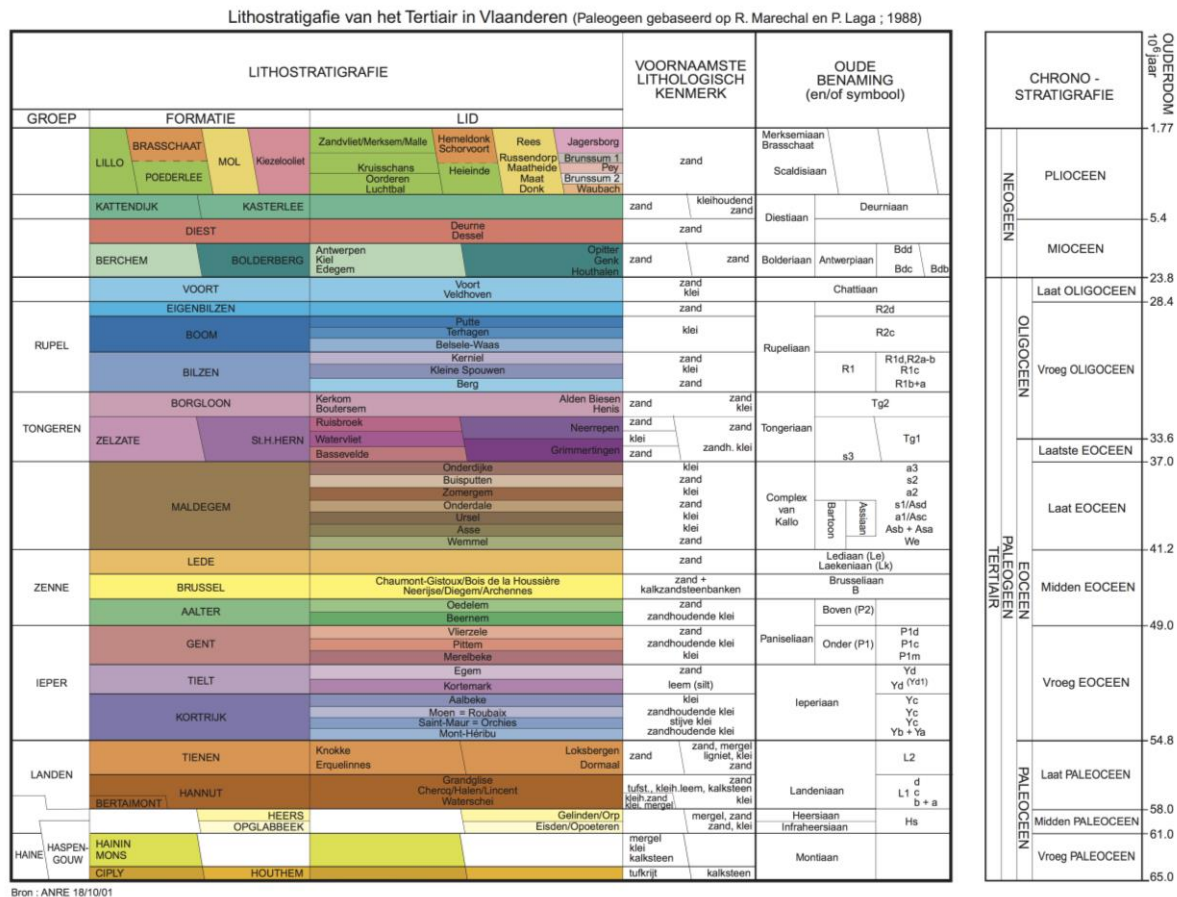 Lithostratigafie van het Tertiair in Vlaanderen (Paleogeen gebaseerd op R. Marechal en P. Laga ; 1988)
LITHOSTRATIGRAFIE
VOORNAAMSTE
LITHOLOGISCH
KENMERK
OUDE
BENAMING
(en/of symbool)
CHRONO -
STRATIGRAFIE
OUDERDOM
10⁶ jaar
GROEP FORMATIE LID
1.77
LILLO BRASSCHAAT MOL Kiezelooliet
POEDERLEE
Zandvliet/Merksem/Malle Hemeldonk Rees Jagersborg
Schorvoort
Russendorp Brunssum 1
Kruisschans Heieinde Maatheide Pey
Oorderen Maat Brunssum 2
Luchtbal Donk Waubach
zand
Merksemiaan
Brasschaat
Scaldisiaan
NEOGEEN
PLIOCEEN
KATTENDIJK KASTERLEE
zand kleihoudend
zand
Diestiaan Deurniaan
5.4
DIEST
Deurne
Dessel
zand
MIOCEEN
BERCHEM BOLDERBERG
Antwerpen Opitter
Kiel Genk
Edegem Houthalen
zand zand
Bolderiaan Antwerpiaan Bdd
Bdc Bdb
23.8
VOORT
Voort zand
Veldhoven klei
Chattiaan
Laat OLIGOCEEN
28.4
RUPEL
EIGENBILZEN zand R2d
BOOM
Putte
Terhagen klei R2c
Belsele-Waas
Rupeliaan
BILZEN
Kerniel zand R1d,R2a-b
Kleine Spouwen klei R1 R1c
Berg zand R1b+a
OLIGOCEEN
Vroeg OLIGOCEEN
TONGEREN
BORGLOON
Kerkom Alden Biesen zand zand
Boutersem Henis klei
Tg2
ZELZATE St.H.HERN
Ruisbroek Neerrepen zand zand
Watervliet klei
Bassevelde Grimmertingen zand zandh. klei
Tongeriaan Tg1
s3
33.6
Laatste EOCEEN
37.0
MALDEGEM
Onderdijke klei a3
Buisputten zand s2
Zomergem klei a2
Onderdale zand s1/Asd
Ursel klei a1/Asc
Asse klei Asb + Asa
Wemmel zand We
Complex
van
Kallo
Bartoon
Assiaan
Laat EOCEEN
41.2
ZENNE
LEDE zand Lediaan (Le)
Laekeniaan (Lk)
BRUSSEL
Chaumont-Gistoux/Bois de la Houssière zand +
Neerijse/Diegem/Archennes kalkzandsteenbanken
Brusseliaan
B
AALTER
Oedelem zand
Beernem zandhoudende klei
Boven (P2)
Paniseliaan
Midden EOCEEN
49.0
TERTIAIR
PALEOGEEN
EOCEEN
IEPER
GENT
Vlierzele zand P1d
Pittem zandhoudende klei Onder (P1) P1c
Merelbeke klei P1m
TIELT
Egem zand Yd
Kortemark leem (silt) Yd (Yd1)
Ieperiaan
KORTRIJK
Aalbeke klei Yc
Moen = Roubaix zandhoudende klei Yc
Saint-Maur = Orchies stijve klei Yc
Mont-Héribu zandhoudende klei Yb + Ya
Vroeg EOCEEN
54.8
LANDEN
TIENEN
Knokke Loksbergen
Erquelinnes Dormaal
zand zand, mergel
ligniet, klei
zand
L2
HANNUT
BERTAIMONT
Grandglise zand
Chercq/Halen/Lincent tufst., kleih.leem, kalksteen
Waterschei kleih.zand klei
klei, mergel
Landeniaan
L1 d
c
b + a
PALEOCEEN
Laat PALEOCEEN
58.0
HEERS Gelinden/Orp mergel, zand Heersiaan
OPGLABBEEK Eisden/Opoeteren zand, klei Infraheersiaan
Hs
Midden PALEOCEEN
61.0
HAINE HASPEN-
GOUW
HAININ
MONS
mergel
klei
kalksteen
Montiaan
Vroeg PALEOCEEN
CIPLY HOUTHEM tufkrijt kalksteen
65.0
Bron : ANRE 18/10/01